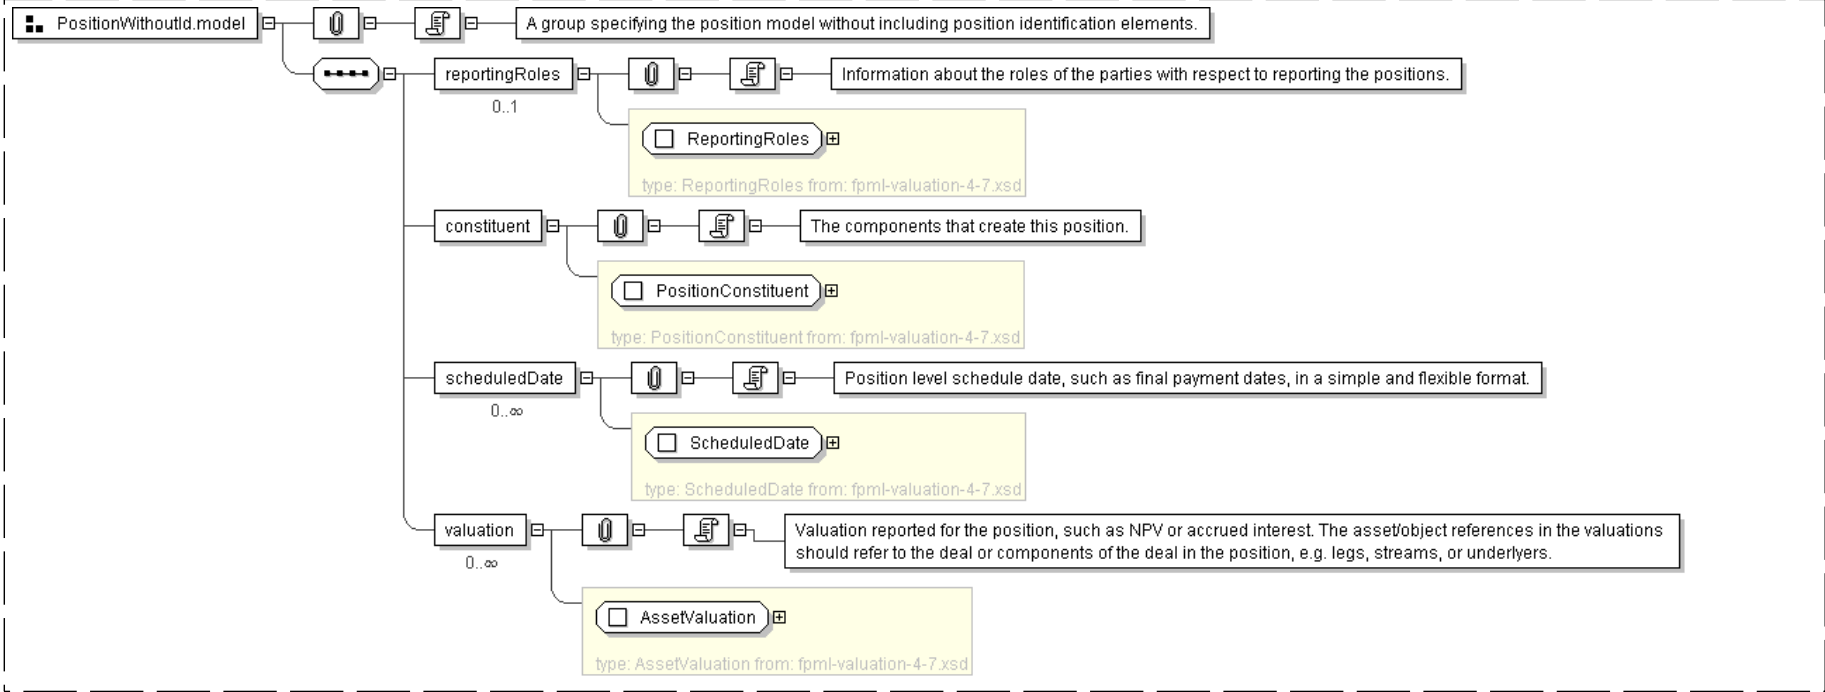 PositionWithoutId.model
A group specifying the position model without including position identification elements.
reportingRoles
Information about the roles of the parties with respect to reporting the positions.
0..1
ReportingRoles
type: ReportingRoles from: fpml-valuation-4-7.xsd
constituent
The components that create this position.
PositionConstituent
type: PositionConstituent from: fpml-valuation-4-7.xsd
scheduledDate
Position level schedule date, such as final payment dates, in a simple and flexible format.
0..∞
ScheduledDate
type: ScheduledDate from: fpml-valuation-4-7.xsd
valuation
Valuation reported for the position, such as NPV or accrued interest. The asset/object references in the valuations
should refer to the deal or components of the deal in the position, e.g. legs, streams, or underlyers.
0..∞
AssetValuation
type: AssetValuation from: fpml-valuation-4-7.xsd